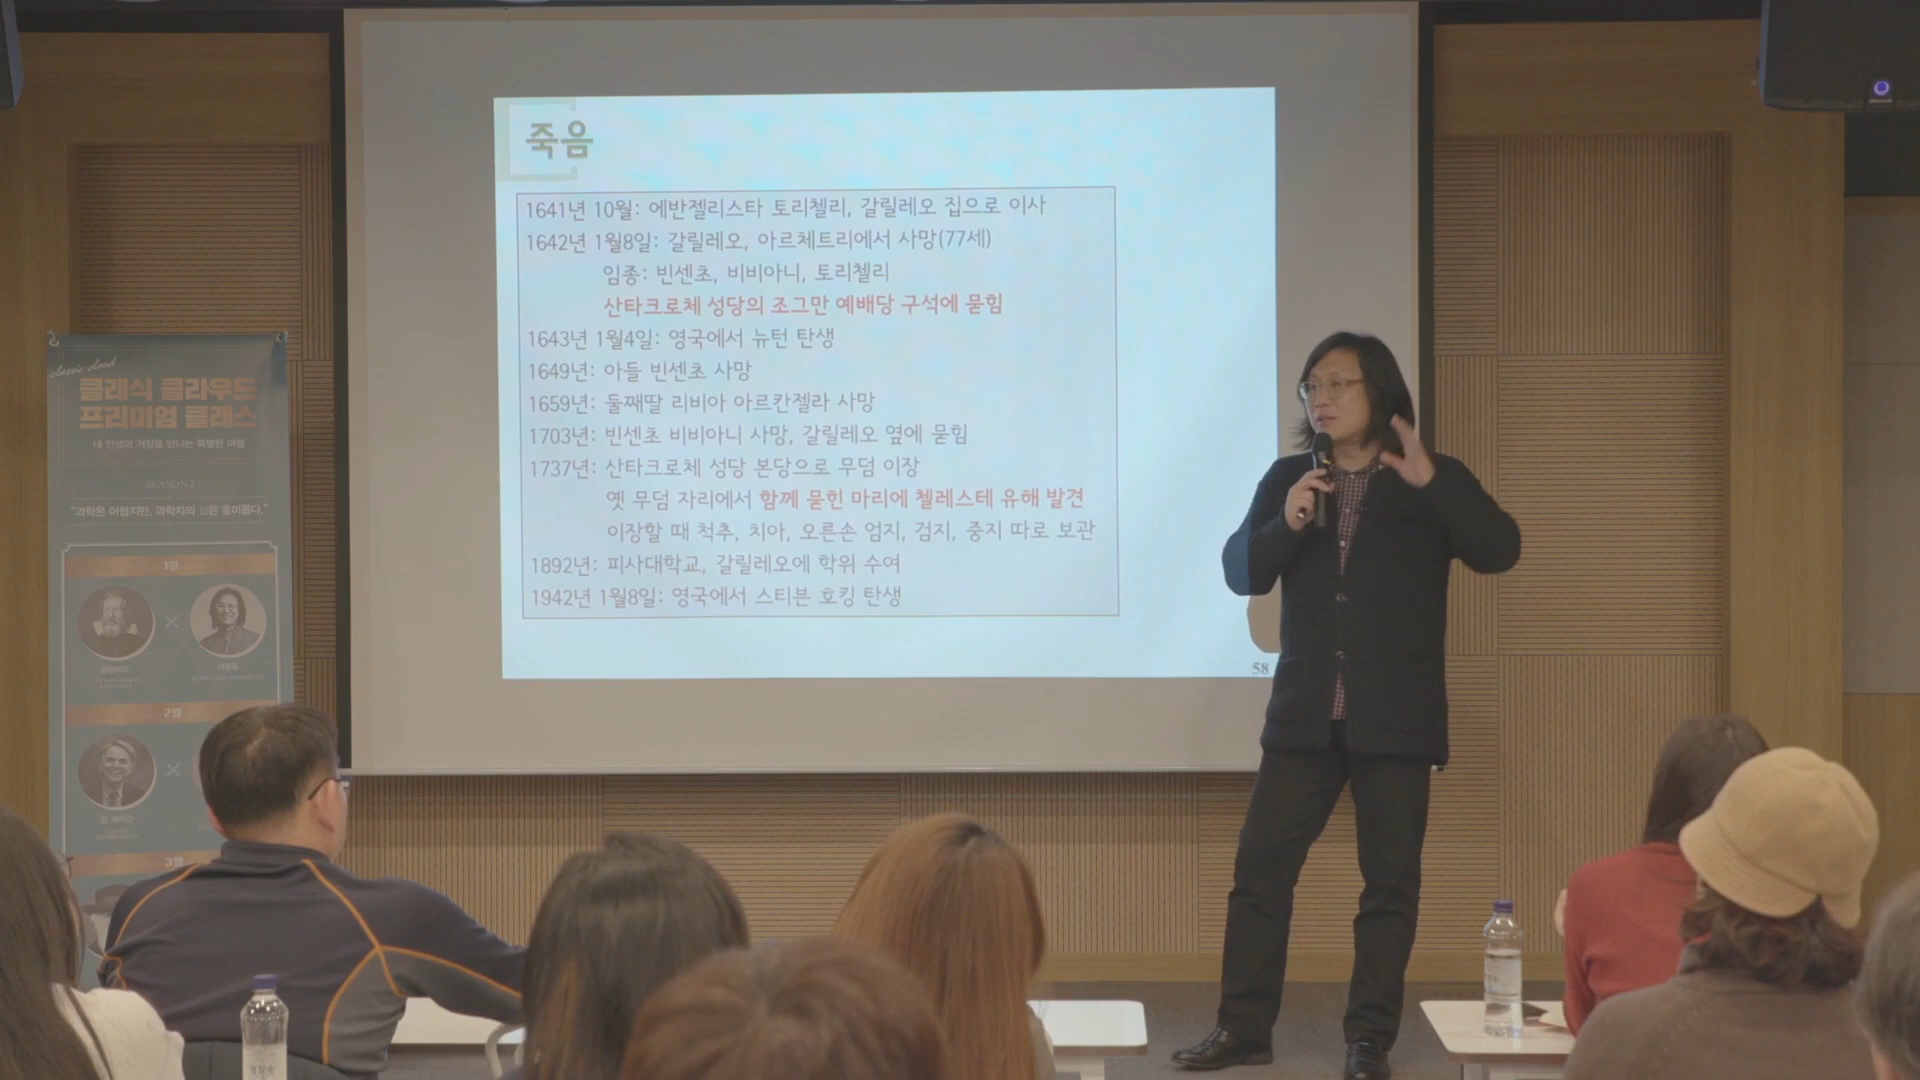 죽음
1641년 10월: 에반젤리스타 토리첼리, 갈릴레오 집으로 이사
1642년 1월8일: 갈릴레오, 아르체트리에서 사망(77세)
임종: 빈센초, 비비아니, 토리첼리
산타크로체 성당의 조그만 예배당 구석에 묻힘
1643년 1월4일: 영국에서 뉴턴 탄생
1649년: 아들 빈센초 사망
1659년: 둘째딸 리비아 아르칸젤라 사망
1703년: 빈센초 비비아니 사망, 갈릴레오 옆에 묻힘
1737년: 산타크로체 성당 본당으로 무덤 이장
옛 무덤 자리에서 함께 묻힌 마리에 첼레스테 유해 발견
이장할 때 척추, 치아, 오른손 엄지, 검지, 중지 따로 보관
1892년: 피사대학교, 갈릴레오에 학위 수여
1942년 1월8일: 영국에서 스티븐 호킹 탄생
58
classic cloud
클래식 클라우드
프리미엄 클래스
내 인생의 거장을 만나는 특별한 여행
SEASON 2
"과학은 어렵지만, 과학자의 삶은 흥미롭다."
1월
×
갈릴레오
2월
×
칼 세이건
3월